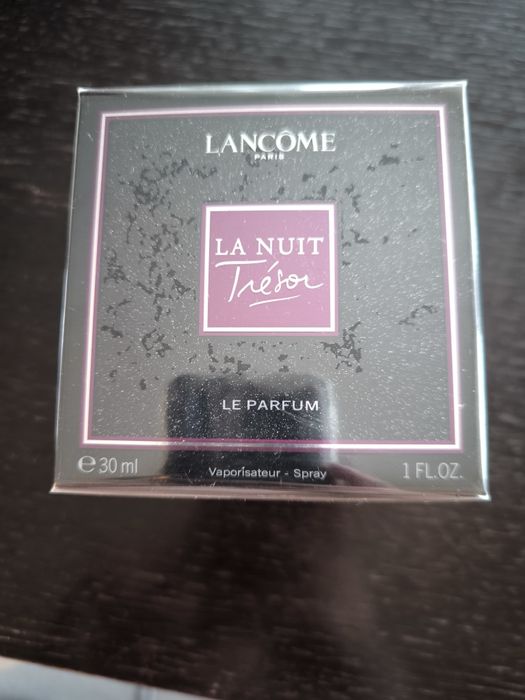 LANCÔME
PARIS
LA NUIT
Trésor
LE PARFUM
℮ 30 ml
Vaporisateur - Spray
1 FL.OZ.